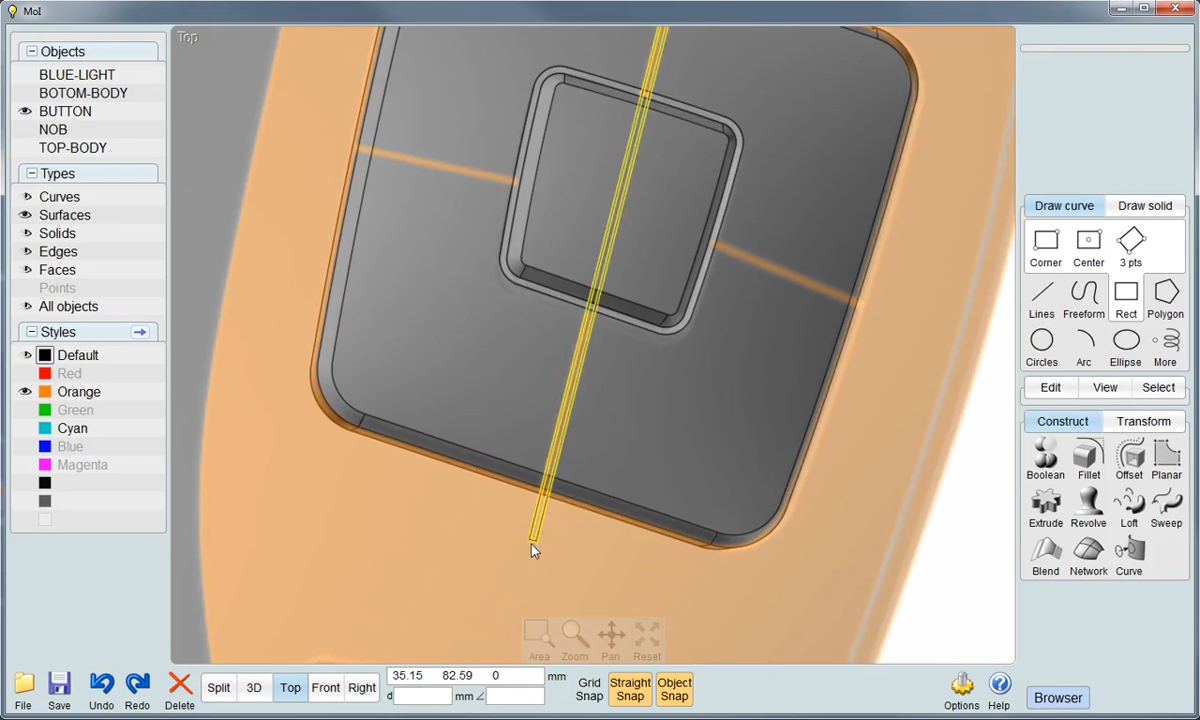 MoI
Objects
BLUE-LIGHT
BOTOM-BODY
BUTTON
NOB
TOP-BODY
Types
Curves
Surfaces
Solids
Edges
Faces
Points
All objects
Styles
Default
Red
Orange
Green
Cyan
Blue
Magenta
Top
Area Zoom Pan Reset
Draw curve Draw solid
Corner Center 3 pts
Lines Freeform Rect Polygon
Circles Arc Ellipse More
Edit View Select
Construct Transform
Boolean Fillet Offset Planar
Extrude Revolve Loft Sweep
Blend Network Curve
File Save Undo Redo Delete
Split 3D Top Front Right
35.15 82.59 0 mm
d mm
Grid Snap
Straight Snap
Object Snap
Options Help
Browser